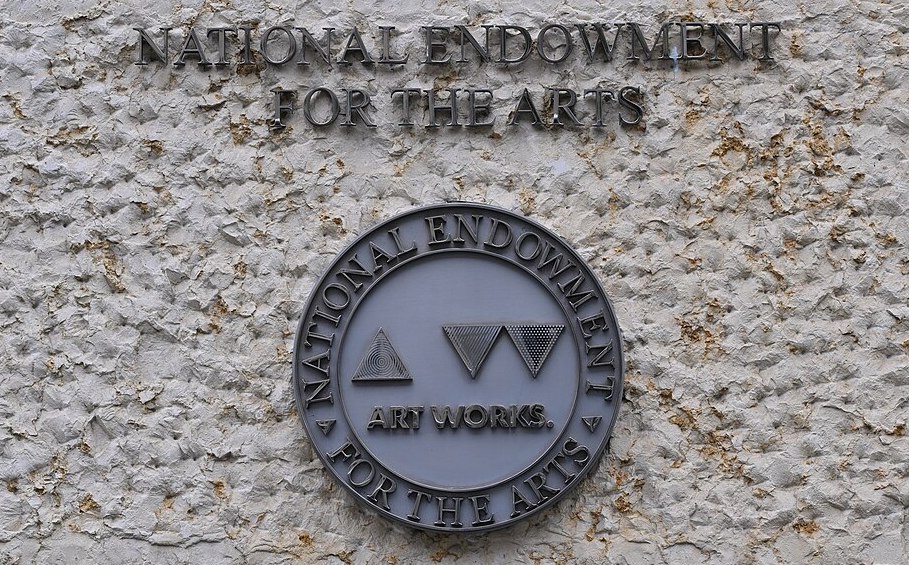 NATIONAL ENDOWMENT
FOR THE ARTS
NATIONAL ENDOWMENT
ART WORKS.
FOR THE ARTS